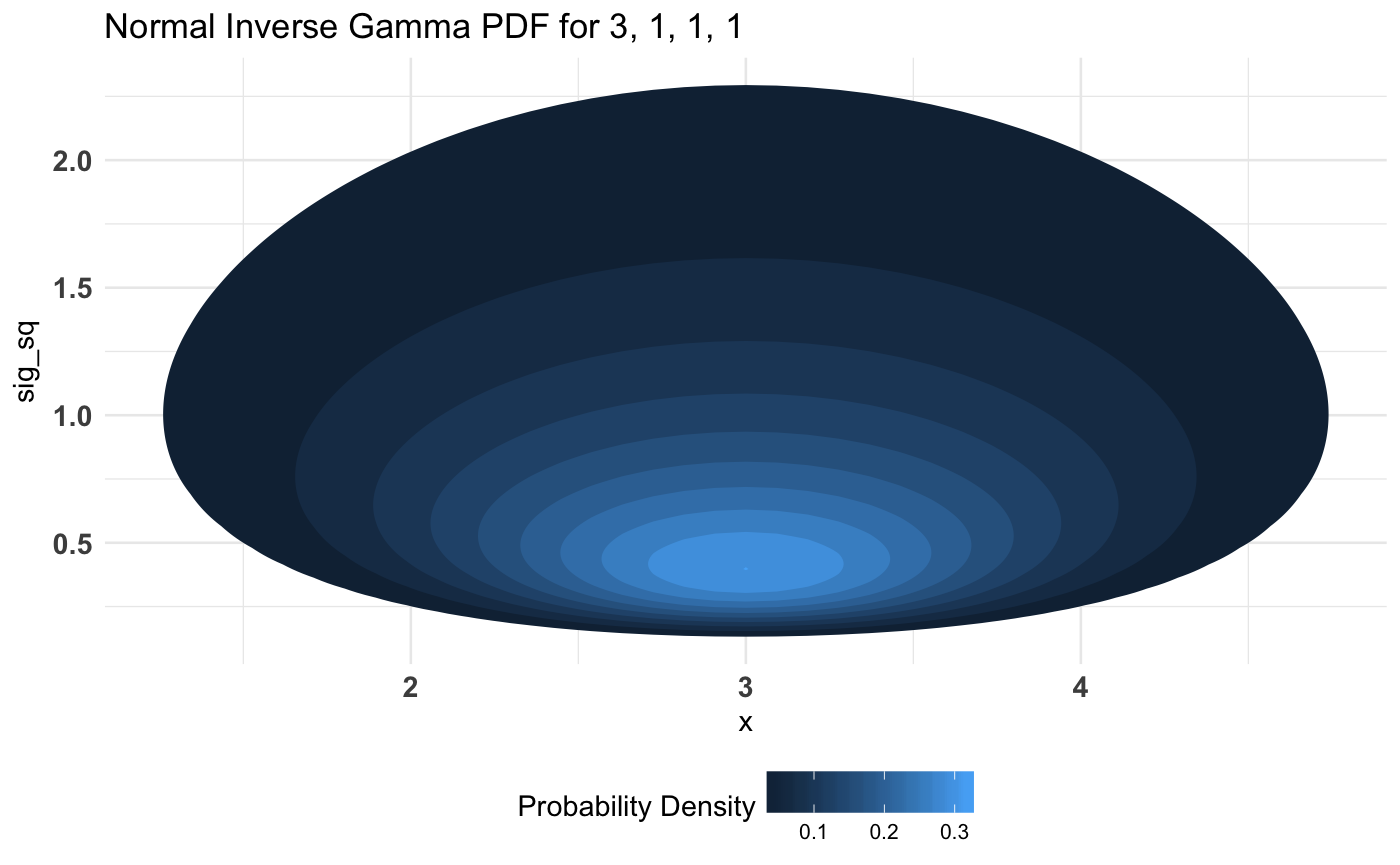 Normal Inverse Gamma PDF for 3, 1, 1, 1
2.0
1.5
1.0
0.5
sig_sq
2 3 4
x
Probability Density
0.1 0.2 0.3